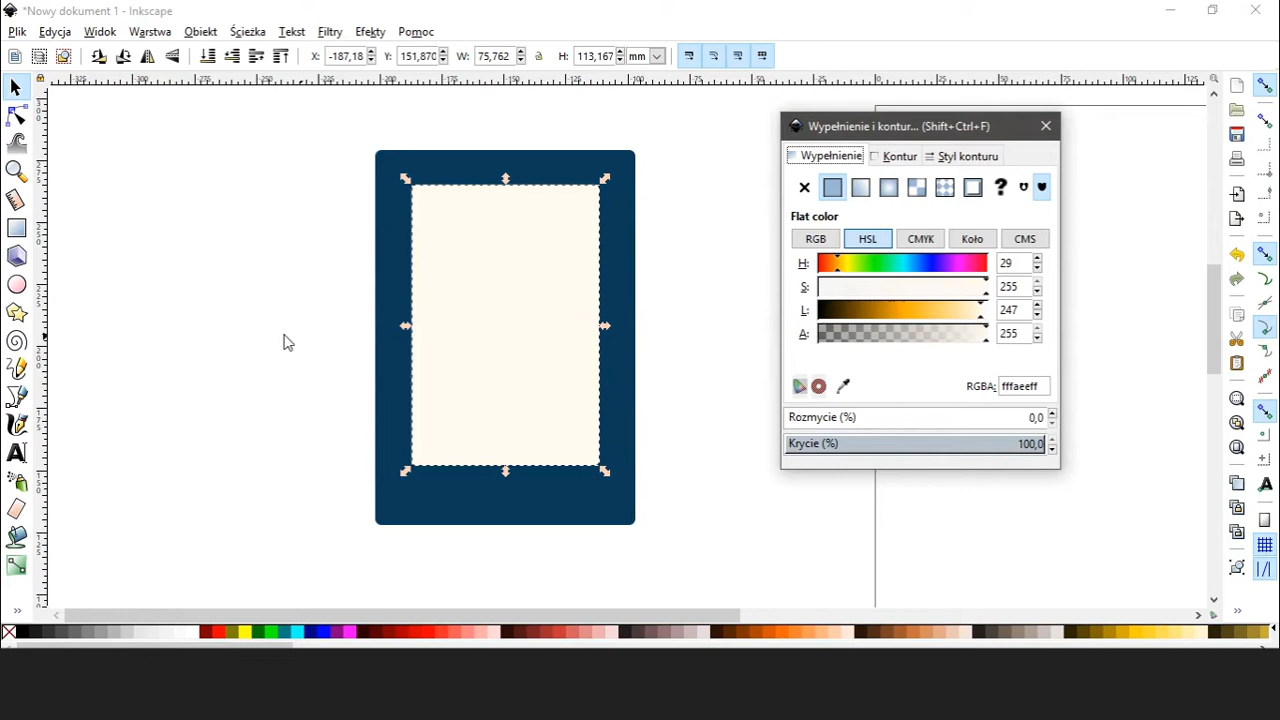 *Nowy dokument 1 - Inkscape
Plik Edycja Widok Warstwa Obiekt Ścieżka Tekst Filtry Efekty Pomoc
X: -187,18 Y: 151,870 W: 75,762 H: 113,167 mm
Wypełnienie i kontur... (Shift+Ctrl+F)
Wypełnienie Kontur Styl konturu
Flat color
RGB HSL CMYK Koło CMS
H: 29
S: 255
L: 247
A: 255
RGBA: fffaeeff
Rozmycie (%) 0,0
Krycie (%) 100,0